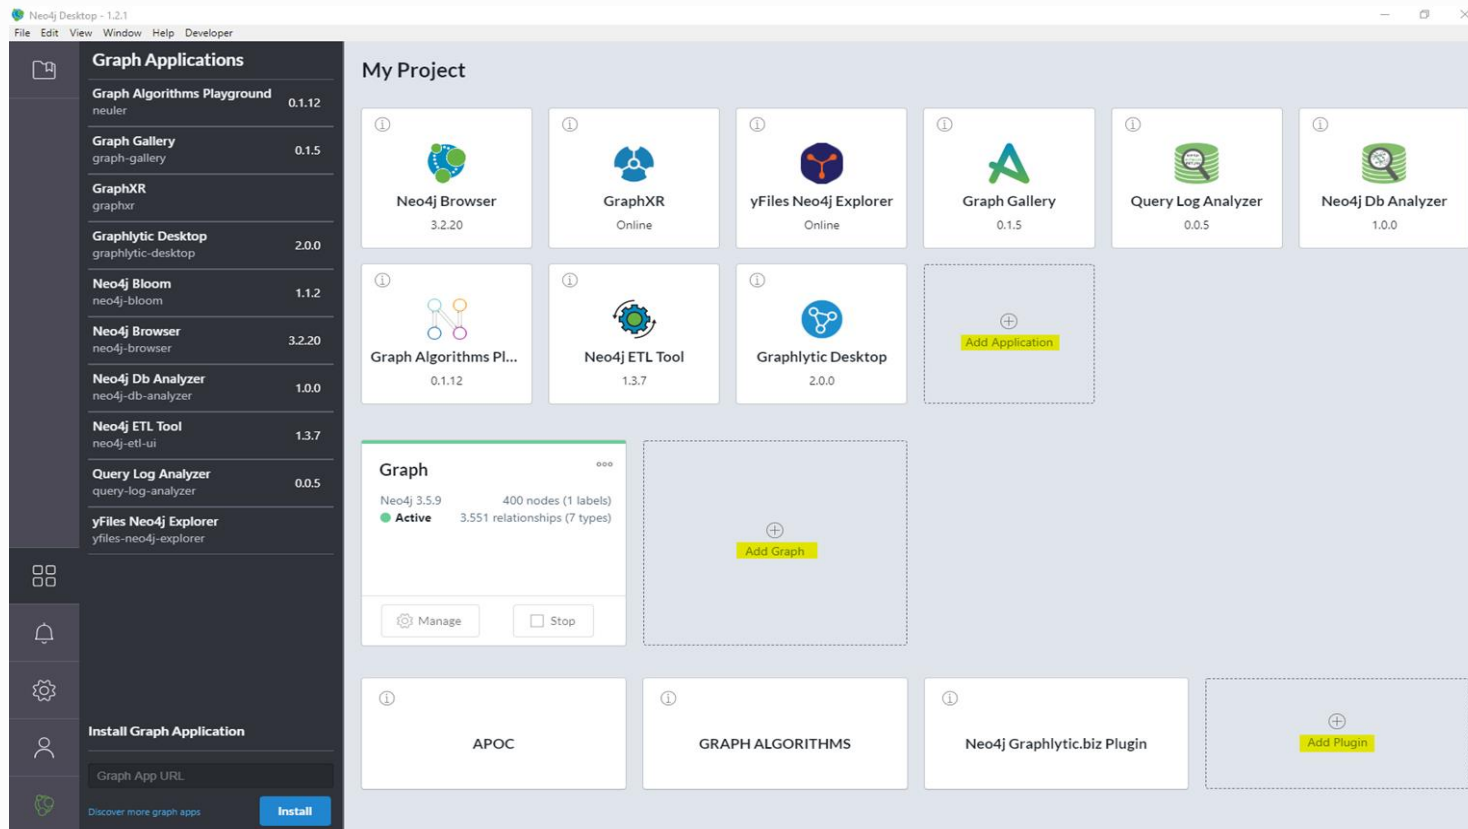 Neo4j Desktop - 1.2.1
File Edit View Window Help Developer
Graph Applications
Graph Algorithms Playground
neuler
0.1.12
Graph Gallery
graph-gallery
0.1.5
GraphXR
graphxr
Graphlytic Desktop
graphlytic-desktop
2.0.0
Neo4j Bloom
neo4j-bloom
1.1.2
Neo4j Browser
neo4j-browser
3.2.20
Neo4j Db Analyzer
neo4j-db-analyzer
1.0.0
Neo4j ETL Tool
neo4j-etl-ui
1.3.7
Query Log Analyzer
query-log-analyzer
0.0.5
yFiles Neo4j Explorer
yfiles-neo4j-explorer
Install Graph Application
Graph App URL
Discover more graph apps
Install
My Project
Neo4j Browser
3.2.20
GraphXR
Online
yFiles Neo4j Explorer
Online
Graph Gallery
0.1.5
Query Log Analyzer
0.0.5
Neo4j Db Analyzer
1.0.0
Graph Algorithms Pl...
0.1.12
Neo4j ETL Tool
1.3.7
Graphlytic Desktop
2.0.0
Add Application
Graph
Neo4j 3.5.9
400 nodes (1 labels)
Active
3.551 relationships (7 types)
Manage
Stop
Add Graph
APOC
GRAPH ALGORITHMS
Neo4j Graphlytic.biz Plugin
Add Plugin